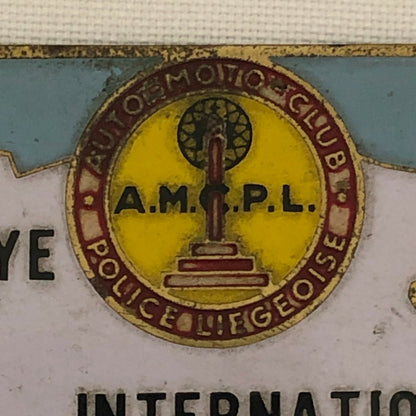 AUTO-MOTO-CLUB
A.M.C.P.L.
POLICE LIEGEOISE
YE
INTERNATIO